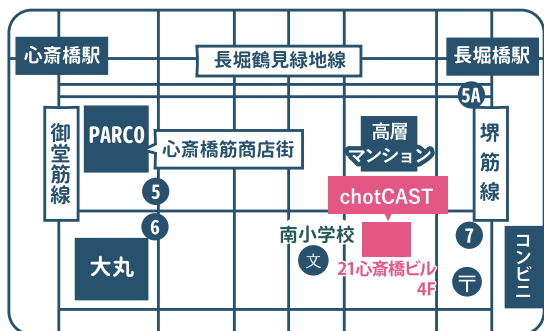 心斎橋駅
長堀鶴見緑地線
長堀橋駅
5A
御堂筋線
PARCO
心斎橋筋商店街
高層
マンション
堺筋線
5
chotCAST
6
南小学校
文
7
大丸
21心斎橋ビル
4F
〒
コンビニ